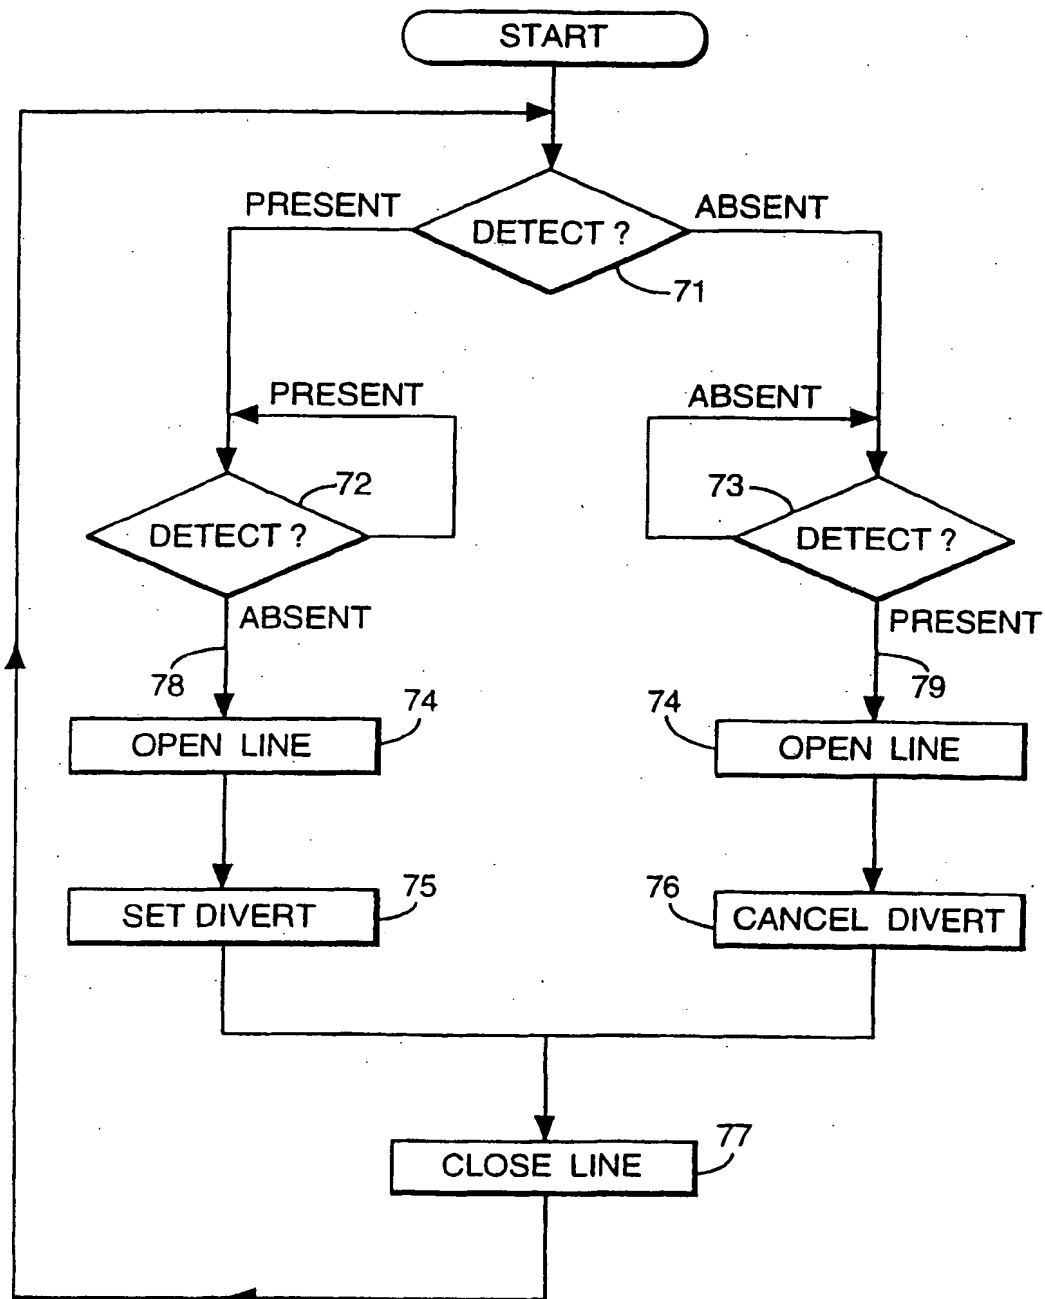 START
PRESENT
ABSENT
DETECT ?
71
PRESENT
ABSENT
72
73
DETECT ?
DETECT ?
ABSENT
PRESENT
78
79
74
74
OPEN LINE
OPEN LINE
75
76
SET DIVERT
CANCEL DIVERT
77
CLOSE LINE